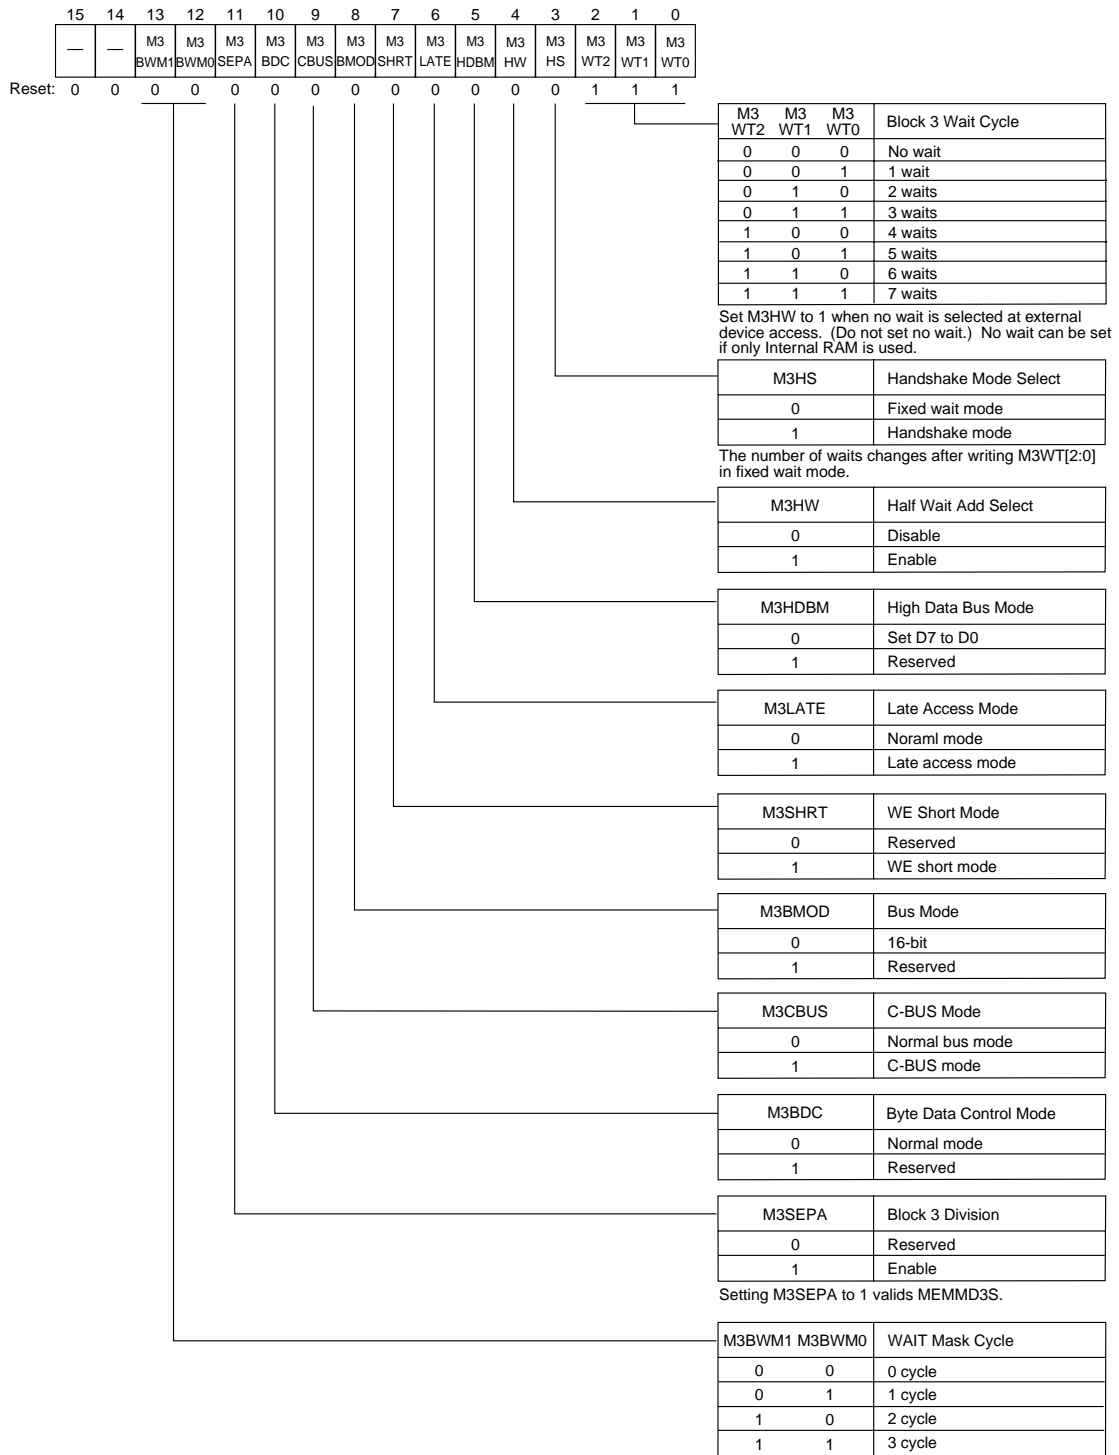 15 14 13 12 11 10 9 8 7 6 5 4 3 2 1 0
— — M3 M3 M3 M3 M3 M3 M3 M3 M3 M3 M3 M3 M3 M3
BWM1 BWM0 SEPA BDC CBUS BMOD SHRT LATE HDBM HW HS WT2 WT1 WT0
Reset: 0 0 0 0 0 0 0 0 0 0 0 0 0 1 1 1
M3 M3 M3 Block 3 Wait Cycle
WT2 WT1 WT0
0 0 0 No wait
0 0 1 1 wait
0 1 0 2 waits
0 1 1 3 waits
1 0 0 4 waits
1 0 1 5 waits
1 1 0 6 waits
1 1 1 7 waits
Set M3HW to 1 when no wait is selected at external
device access. (Do not set no wait.) No wait can be set
if only Internal RAM is used.
M3HS Handshake Mode Select
0 Fixed wait mode
1 Handshake mode
The number of waits changes after writing M3WT[2:0]
in fixed wait mode.
M3HW Half Wait Add Select
0 Disable
1 Enable
M3HDBM High Data Bus Mode
0 Set D7 to D0
1 Reserved
M3LATE Late Access Mode
0 Noraml mode
1 Late access mode
M3SHRT WE Short Mode
0 Reserved
1 WE short mode
M3BMOD Bus Mode
0 16-bit
1 Reserved
M3CBUS C-BUS Mode
0 Normal bus mode
1 C-BUS mode
M3BDC Byte Data Control Mode
0 Normal mode
1 Reserved
M3SEPA Block 3 Division
0 Reserved
1 Enable
Setting M3SEPA to 1 valids MEMMD3S.
M3BWM1 M3BWM0 WAIT Mask Cycle
0 0 0 cycle
0 1 1 cycle
1 0 2 cycle
1 1 3 cycle